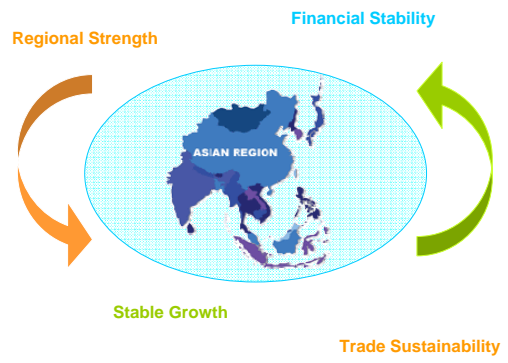 Financial Stability
Regional Strength
ASIAN REGION
Stable Growth
Trade Sustainability